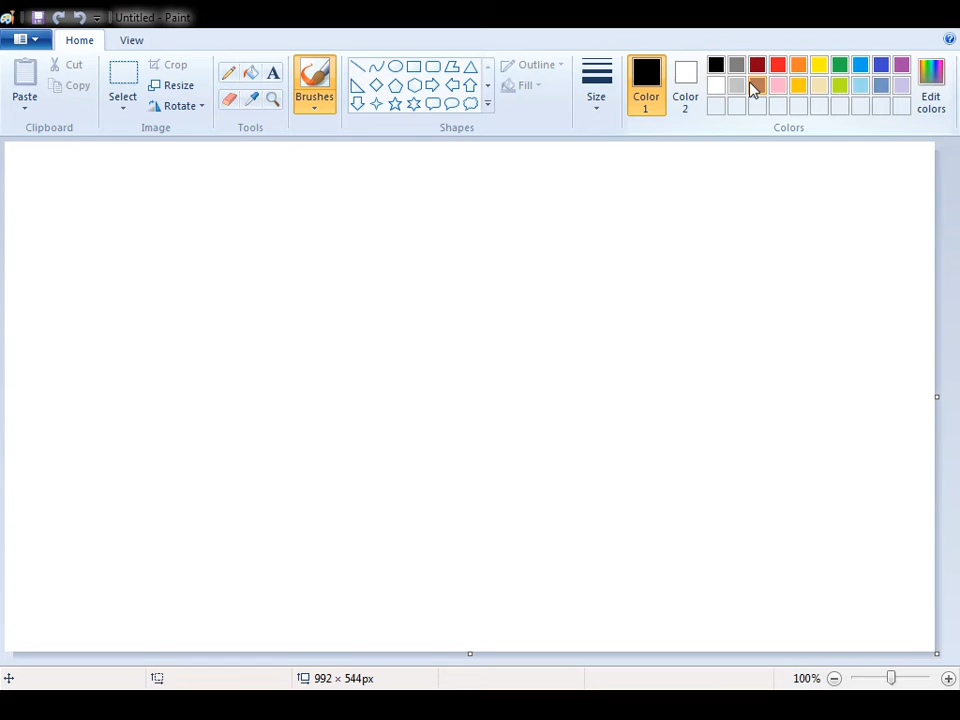 Untitled - Paint
Home View
Cut
Copy
Paste
Clipboard
Select
Crop
Resize
Rotate
Image
A
Tools
Brushes
Shapes
Outline
Fill
Size
Color 1
Color 2
Colors
Edit colors
992 × 544px
100%